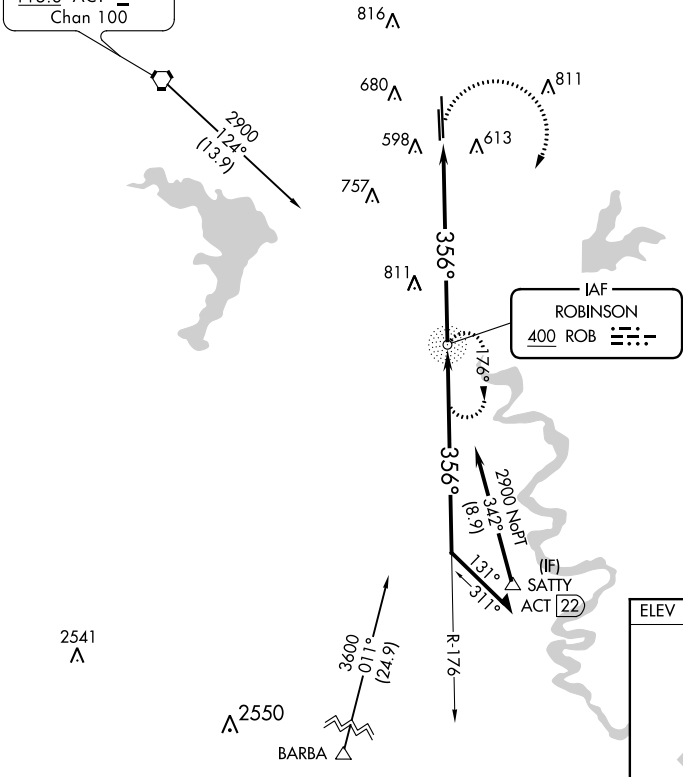 ACT
Chan 100
816
680
811
598
613
2900
124°
(13.9)
757
356°
811
IAF
ROBINSON
400 ROB
176°
356°
2900 NoPT
342°
(8.9)
131°
311°
(IF)
SATTY
ACT 22
ELEV
R-176
3600
011°
(24.9)
2541
2550
BARBA